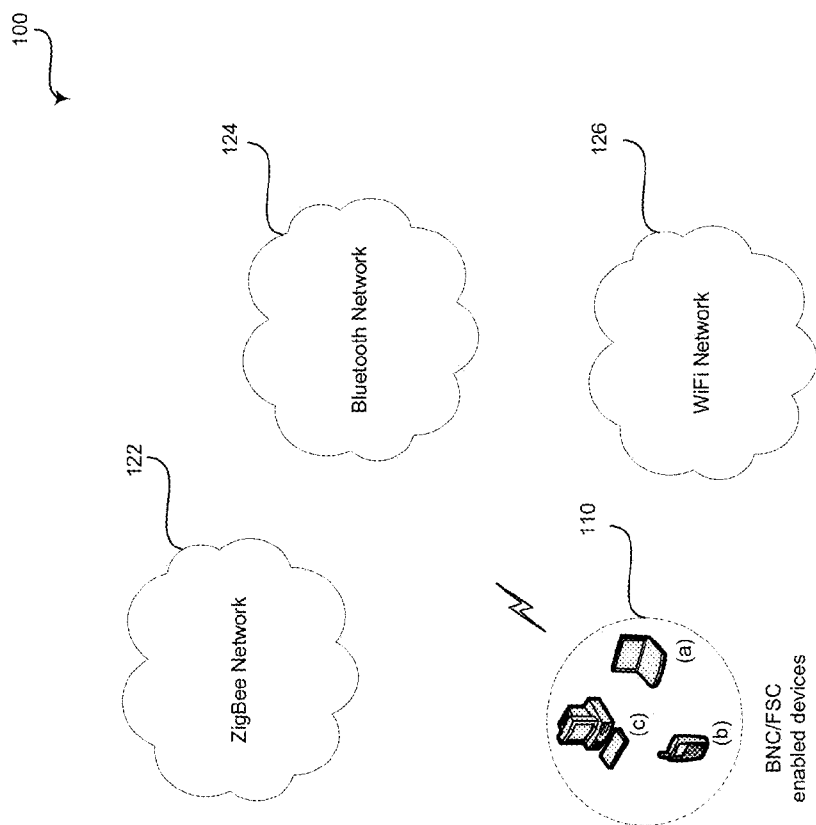 100
124
Bluetooth Network
126
WiFi Network
122
ZigBee Network
110
(a)
(c)
(b)
BNC/FSC
enabled devices